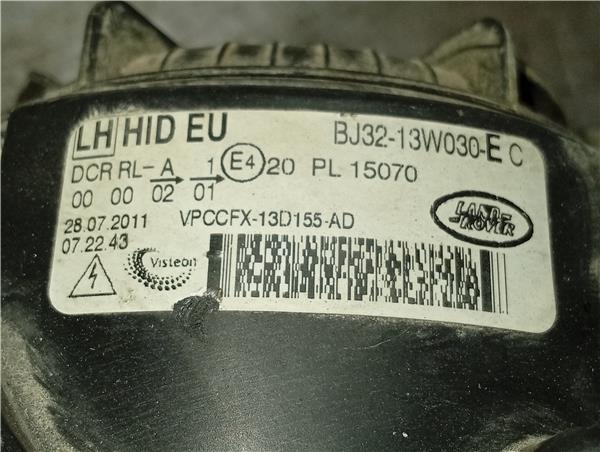 LH HID EU BJ32-13W030-E C
DCR RL-A 1 E4 20 PL 15070
00 00 02 01
28.07.2011 VPCCFX-13D155-AD
07.22.43
LAND ROVER
Visteon